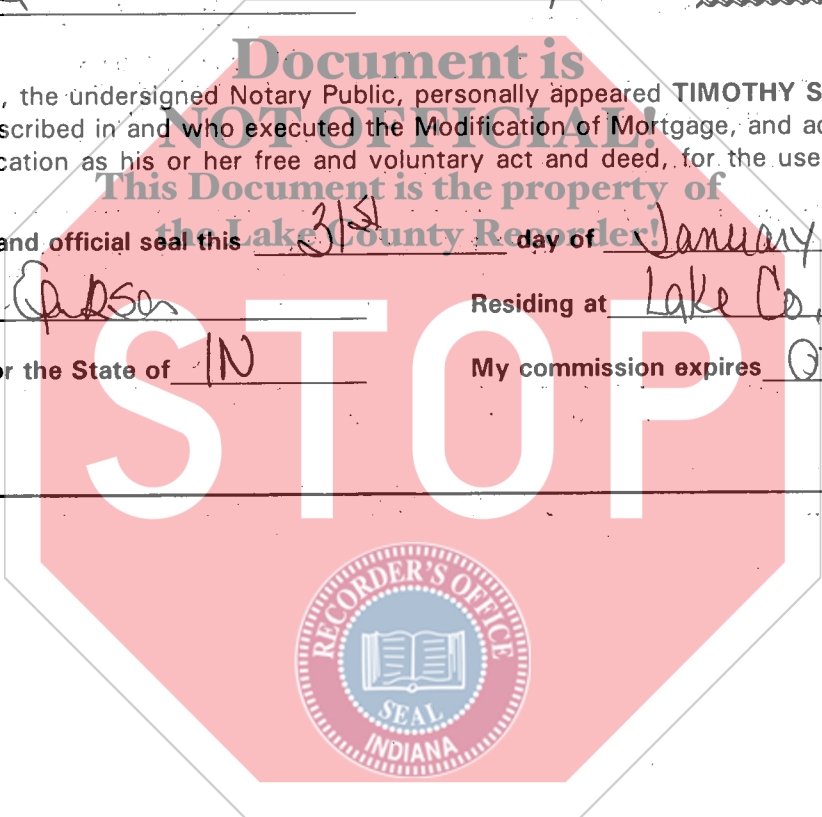 Document is
, the undersigned Notary Public, personally appeared TIMOTHY S
NOT OFFICIAL!
scribed in and who executed the Modification of Mortgage, and ac
cation as his or her free and voluntary act and deed, for the use
This Document is the property of
the Lake County Recorder!
and official seal this 31st day of January
Residing at Lake Co,
r the State of IN My commission expires 0
STOP
RECORDER'S OFFICE
SEAL
INDIANA